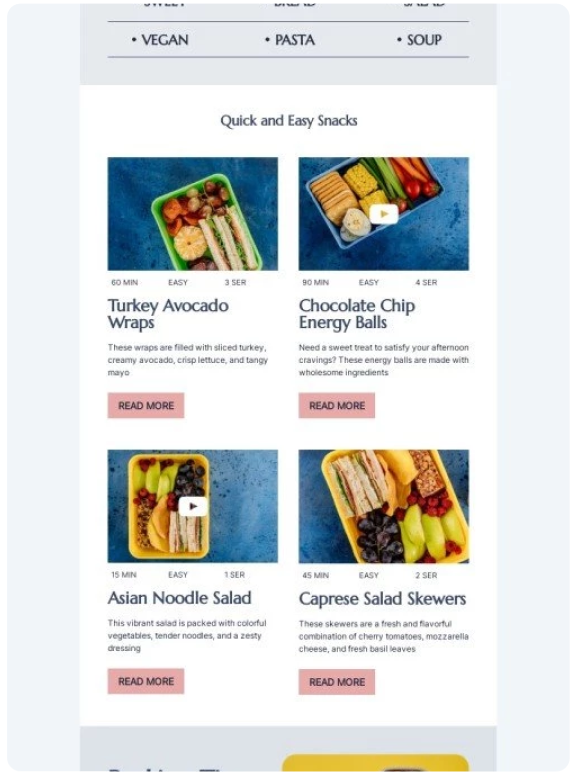 • VEGAN
• PASTA
• SOUP
Quick and Easy Snacks
60 MIN EASY 3 SER
Turkey Avocado
Wraps
These wraps are filled with sliced turkey,
creamy avocado, crisp lettuce, and tangy
mayo
READ MORE
90 MIN EASY 4 SER
Chocolate Chip
Energy Balls
Need a sweet treat to satisfy your afternoon
cravings? These energy balls are made with
wholesome ingredients
READ MORE
15 MIN EASY 1 SER
Asian Noodle Salad
This vibrant salad is packed with colorful
vegetables, tender noodles, and a zesty
dressing
READ MORE
45 MIN EASY 2 SER
Caprese Salad Skewers
These skewers are a fresh and flavorful
combination of cherry tomatoes, mozzarella
cheese, and fresh basil leaves
READ MORE